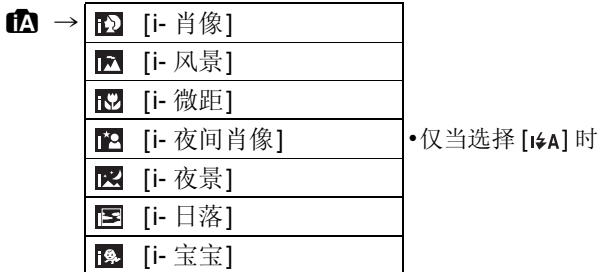 iA → [i- 肖像]
[i- 风景]
[i- 微距]
[i- 夜间肖像] •仅当选择 [i⚡A] 时
[i- 夜景]
[i- 日落]
[i- 宝宝]